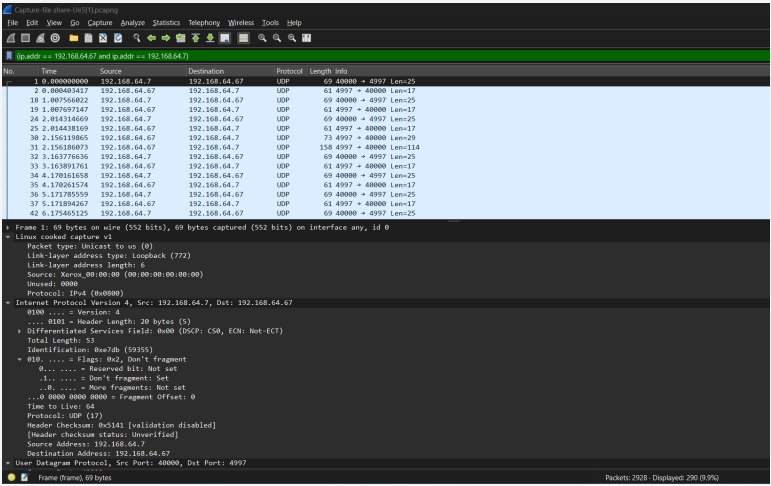 Capture-file share-Ue5[1].pcapng
File Edit View Go Capture Analyze Statistics Telephony Wireless Tools Help
(ip.addr == 192.168.64.67 and ip.addr == 192.168.64.7)
No. Time Source Destination Protocol Length Info
1 0.000000000 192.168.64.7 192.168.64.67 UDP 69 40000 → 4997 Len=25
2 0.000403417 192.168.64.67 192.168.64.7 UDP 61 4997 → 40000 Len=17
18 1.007566022 192.168.64.7 192.168.64.67 UDP 69 40000 → 4997 Len=25
19 1.007697147 192.168.64.67 192.168.64.7 UDP 61 4997 → 40000 Len=17
24 2.014314669 192.168.64.7 192.168.64.67 UDP 69 40000 → 4997 Len=25
25 2.014438169 192.168.64.67 192.168.64.7 UDP 61 4997 → 40000 Len=17
30 2.156119865 192.168.64.67 192.168.64.7 UDP 73 4997 → 40000 Len=29
31 2.156186073 192.168.64.67 192.168.64.7 UDP 158 4997 → 40000 Len=114
32 3.163776636 192.168.64.7 192.168.64.67 UDP 69 40000 → 4997 Len=25
33 3.163891761 192.168.64.67 192.168.64.7 UDP 61 4997 → 40000 Len=17
34 4.170161658 192.168.64.7 192.168.64.67 UDP 69 40000 → 4997 Len=25
35 4.170261574 192.168.64.67 192.168.64.7 UDP 61 4997 → 40000 Len=17
36 5.171785559 192.168.64.7 192.168.64.67 UDP 69 40000 → 4997 Len=25
37 5.171894267 192.168.64.67 192.168.64.7 UDP 61 4997 → 40000 Len=17
42 6.175465125 192.168.64.7 192.168.64.67 UDP 69 40000 → 4997 Len=25
Frame 1: 69 bytes on wire (552 bits), 69 bytes captured (552 bits) on interface any, id 0
Linux cooked capture v1
Packet type: Unicast to us (0)
Link-layer address type: Loopback (772)
Link-layer address length: 6
Source: Xerox_00:00:00 (00:00:00:00:00:00)
Unused: 0000
Protocol: IPv4 (0x0800)
Internet Protocol Version 4, Src: 192.168.64.7, Dst: 192.168.64.67
0100 .... = Version: 4
.... 0101 = Header Length: 20 bytes (5)
Differentiated Services Field: 0x00 (DSCP: CS0, ECN: Not-ECT)
Total Length: 53
Identification: 0xe7db (59355)
010. .... = Flags: 0x2, Don't fragment
0... .... = Reserved bit: Not set
.1.. .... = Don't fragment: Set
..0. .... = More fragments: Not set
...0 0000 0000 0000 = Fragment Offset: 0
Time to Live: 64
Protocol: UDP (17)
Header Checksum: 0x5141 [validation disabled]
[Header checksum status: Unverified]
Source Address: 192.168.64.7
Destination Address: 192.168.64.67
User Datagram Protocol, Src Port: 40000, Dst Port: 4997
Frame (frame), 69 bytes
Packets: 2928 · Displayed: 290 (9.9%)